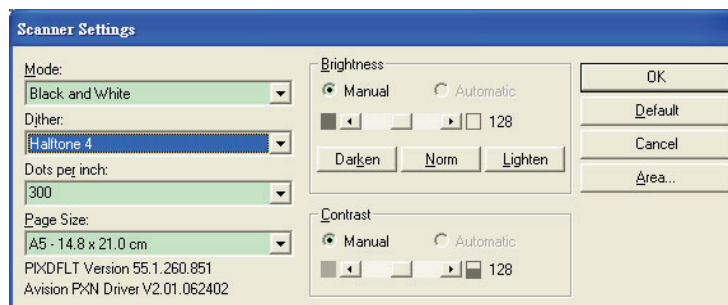 Scanner Settings
Mode:
Black and White
Dither:
Halftone 4
Dots per inch:
300
Page Size:
A5 - 14.8 x 21.0 cm
PIXDFLT Version 55.1.260.851
Avision PXN Driver V2.01.062402
Brightness
Manual Automatic
128
Darken Norm Lighten
Contrast
Manual Automatic
128
OK
Default
Cancel
Area...